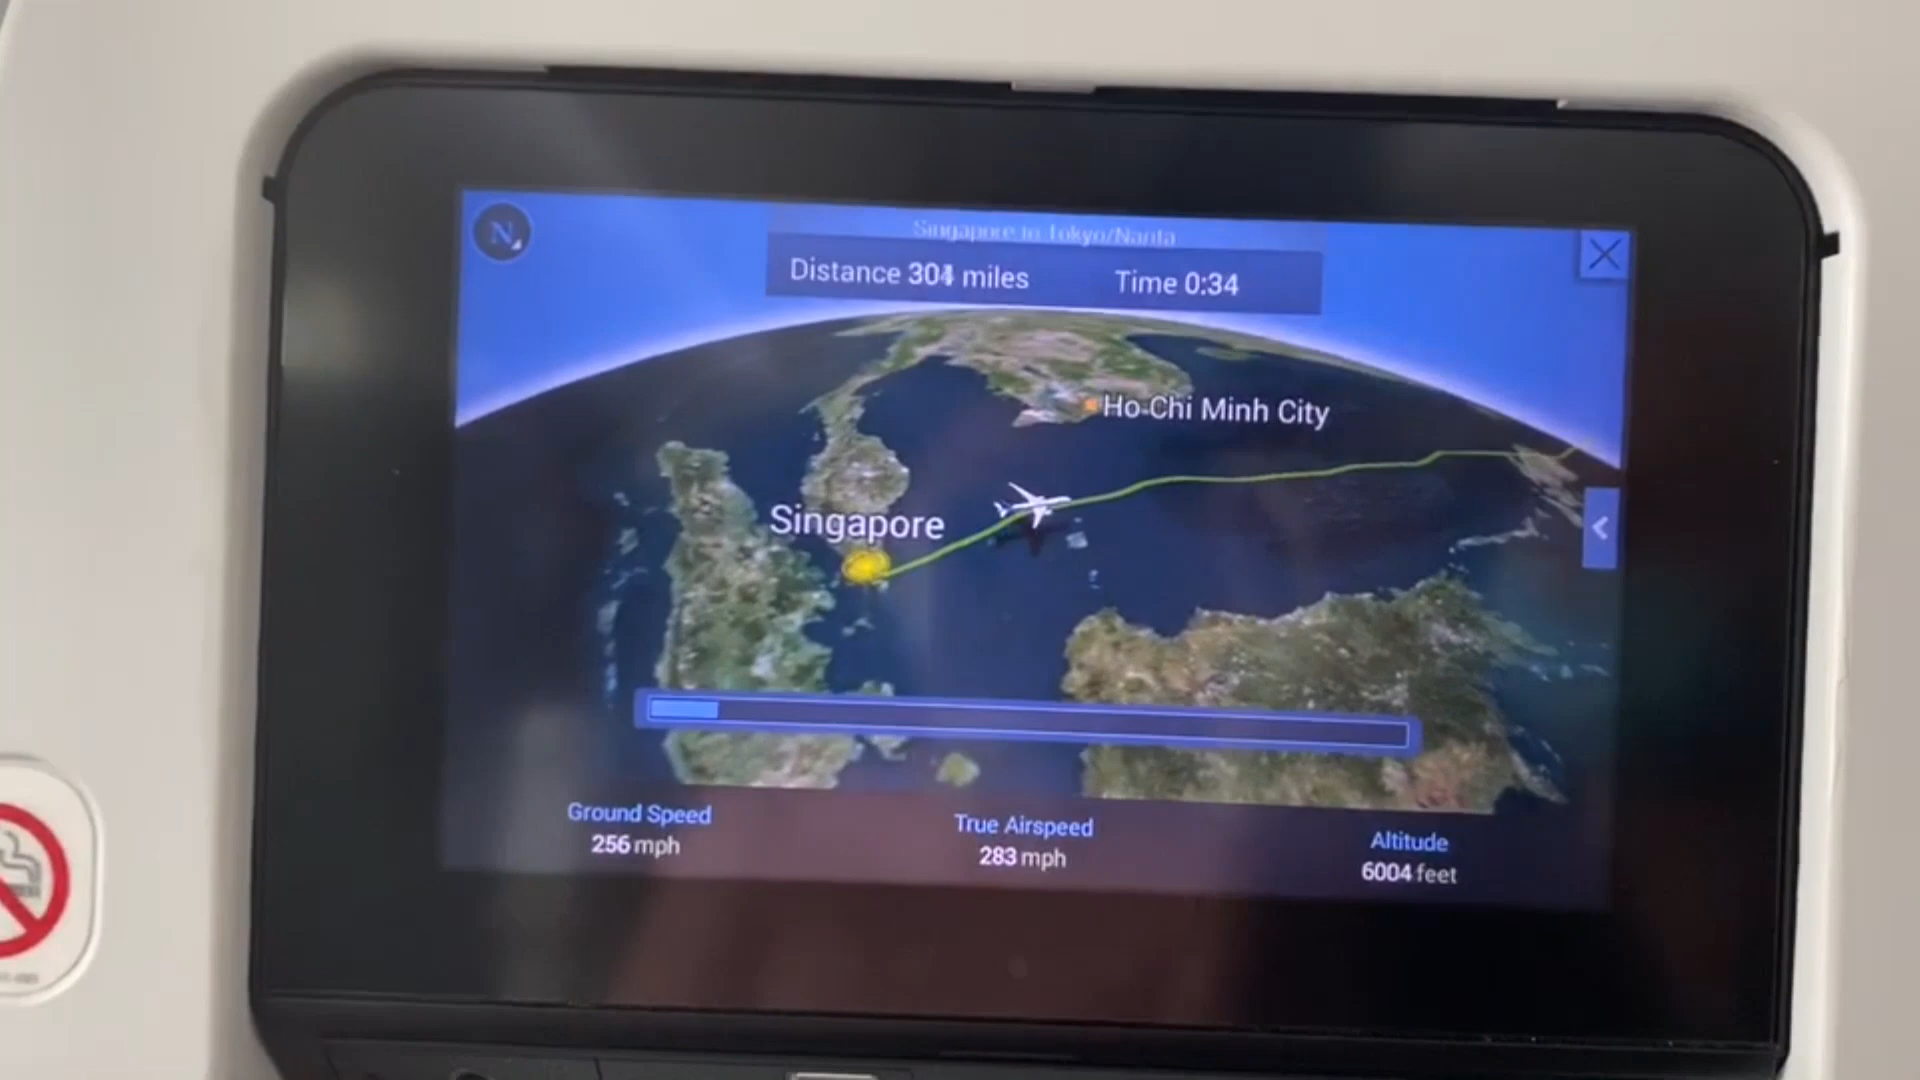 N
Singapore to Tokyo/Narita
Distance 304 miles Time 0:34
Ho Chi Minh City
Singapore
Ground Speed True Airspeed Altitude
256 mph 283 mph 6004 feet